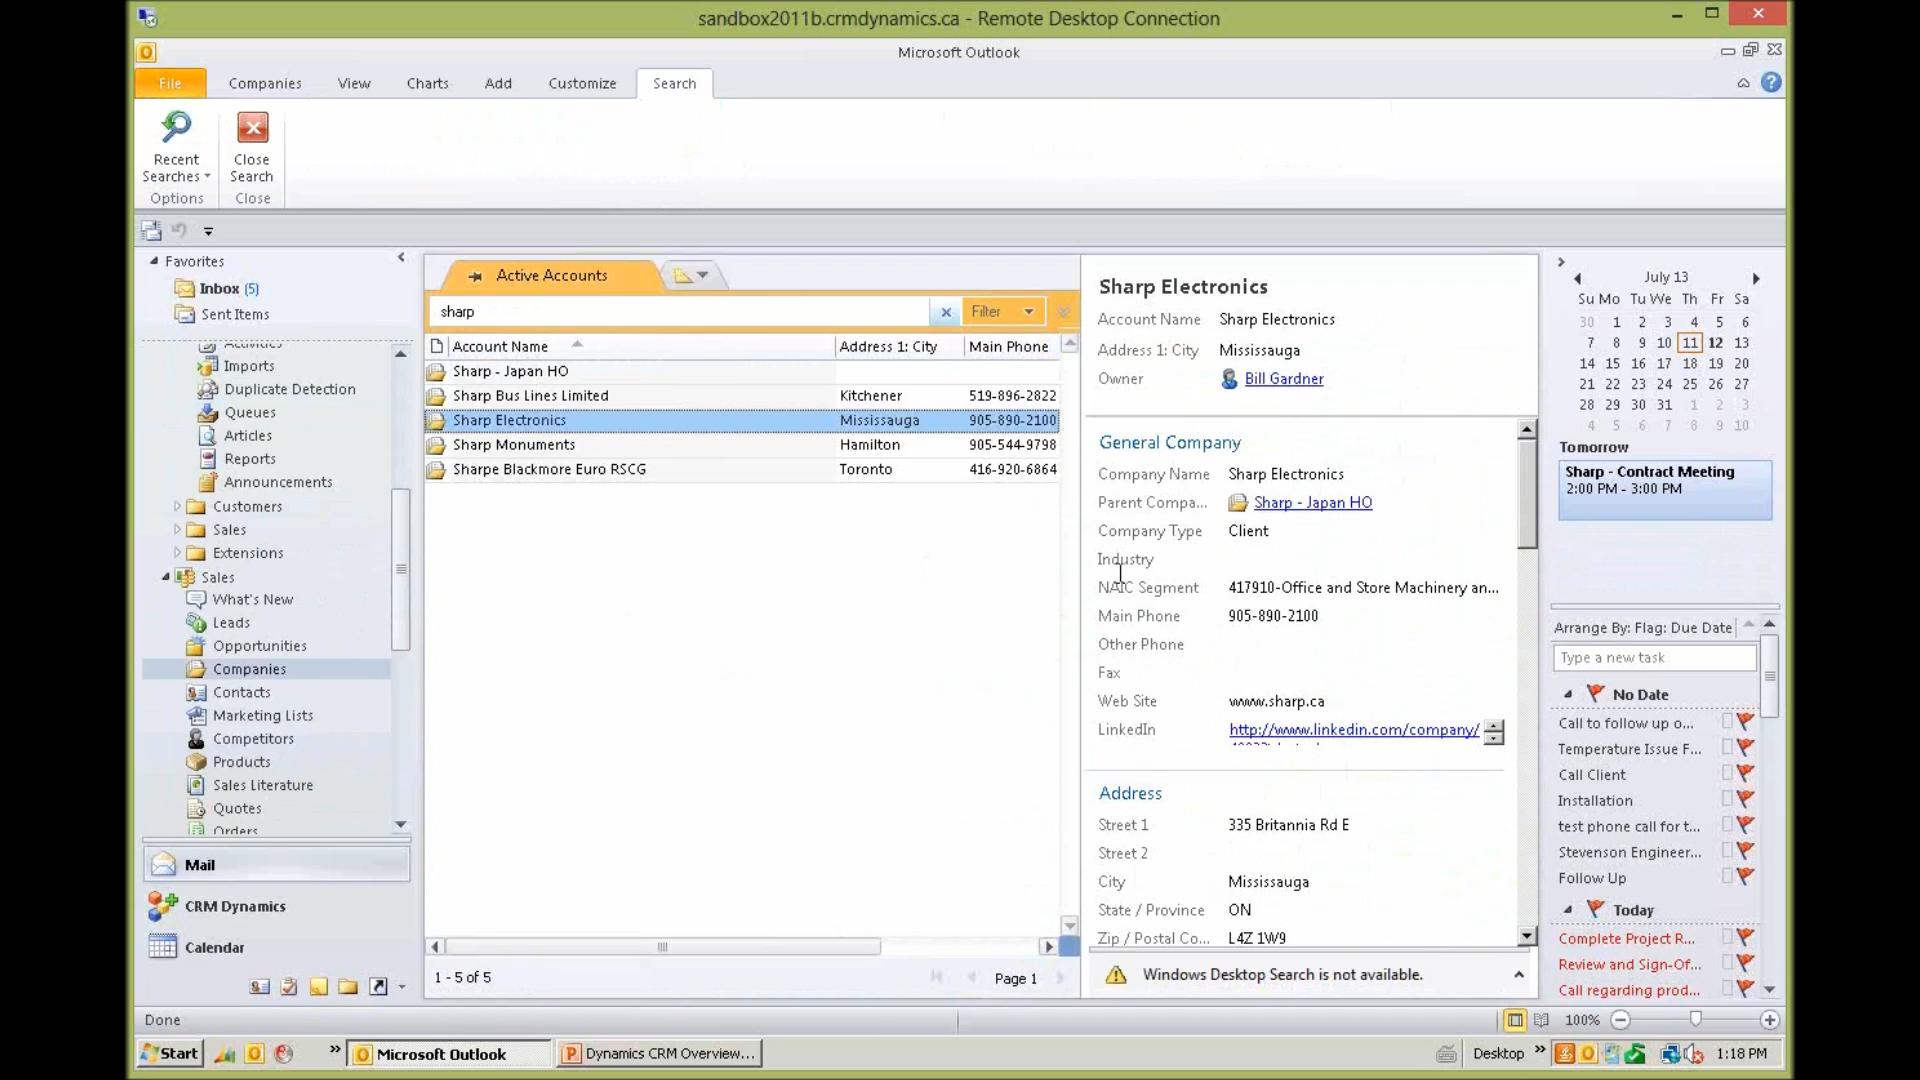 sandbox2011b.crmdynamics.ca - Remote Desktop Connection
Microsoft Outlook
File Companies View Charts Add Customize Search
Recent Searches
Close Search
Options Close
Favorites
Inbox (5)
Sent Items
Activities
Imports
Duplicate Detection
Queues
Articles
Reports
Announcements
Customers
Sales
Extensions
Sales
What's New
Leads
Opportunities
Companies
Contacts
Marketing Lists
Competitors
Products
Sales Literature
Quotes
Orders
Mail
CRM Dynamics
Calendar
Active Accounts
sharp Filter
Account Name Address 1: City Main Phone
Sharp - Japan HO
Sharp Bus Lines Limited Kitchener 519-896-2822
Sharp Electronics Mississauga 905-890-2100
Sharp Monuments Hamilton 905-544-9798
Sharpe Blackmore Euro RSCG Toronto 416-920-6864
1 - 5 of 5 Page 1
Sharp Electronics
Account Name Sharp Electronics
Address 1: City Mississauga
Owner Bill Gardner
General Company
Company Name Sharp Electronics
Parent Compa... Sharp - Japan HO
Company Type Client
Industry
NAIC Segment 417910-Office and Store Machinery an...
Main Phone 905-890-2100
Other Phone
Fax
Web Site www.sharp.ca
LinkedIn http://www.linkedin.com/company/
Address
Street 1 335 Britannia Rd E
Street 2
City Mississauga
State / Province ON
Zip / Postal Co... L4Z 1W9
Windows Desktop Search is not available.
July 13
Su Mo Tu We Th Fr Sa
30 1 2 3 4 5 6
7 8 9 10 11 12 13
14 15 16 17 18 19 20
21 22 23 24 25 26 27
28 29 30 31 1 2 3
4 5 6 7 8 9 10
Tomorrow
Sharp - Contract Meeting
2:00 PM - 3:00 PM
Arrange By: Flag: Due Date
Type a new task
No Date
Call to follow up o...
Temperature Issue F...
Call Client
Installation
test phone call for t...
Stevenson Engineer...
Follow Up
Today
Complete Project R...
Review and Sign-Of...
Call regarding prod...
Done 100%
Start Microsoft Outlook Dynamics CRM Overview... Desktop 1:18 PM